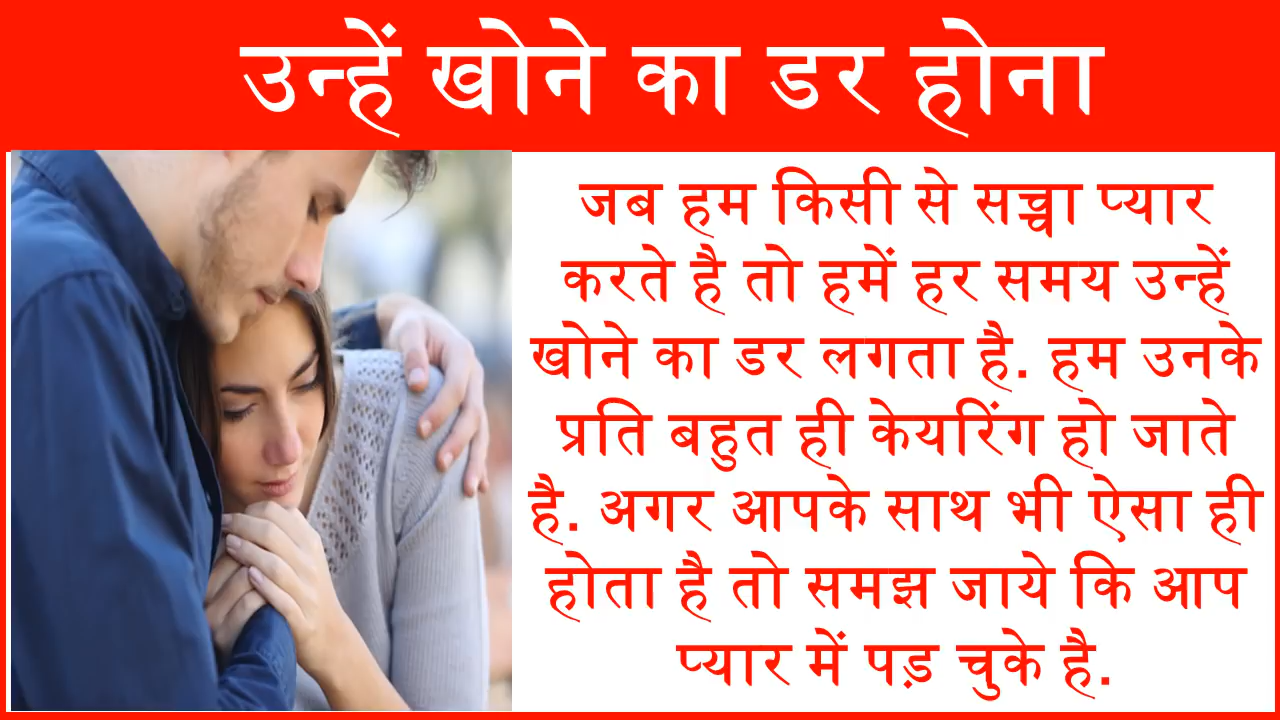 उन्हें खोने का डर होना
जब हम किसी से सच्चा प्यार
करते है तो हमें हर समय उन्हें
खोने का डर लगता है. हम उनके
प्रति बहुत ही केयरिंग हो जाते
है. अगर आपके साथ भी ऐसा ही
होता है तो समझ जाये कि आप
प्यार में पड़ चुके है.